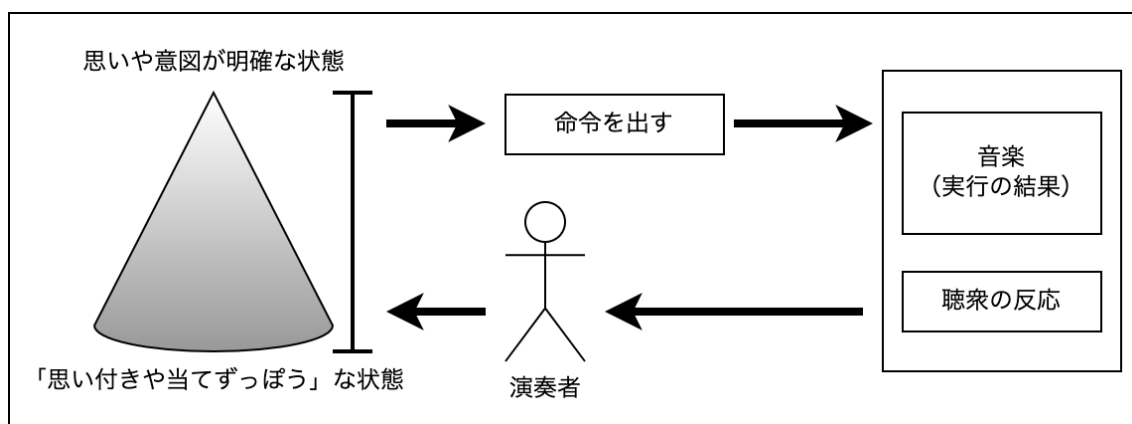 思いや意図が明確な状態
命令を出す
音楽
（実行の結果）
聴衆の反応
「思い付きや当てずっぽう」な状態
演奏者